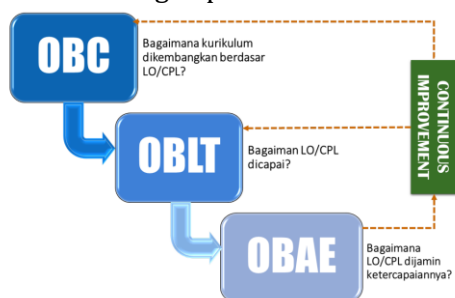 OBC
Bagaimana kurikulum
dikembangkan berdasar
LO/CPL?
OBLT
Bagaiman LO/CPL
dicapai?
CONTINUOUS
IMPROVEMENT
OBAE
Bagaimana
LO/CPL dijamin
ketercapaiannya?